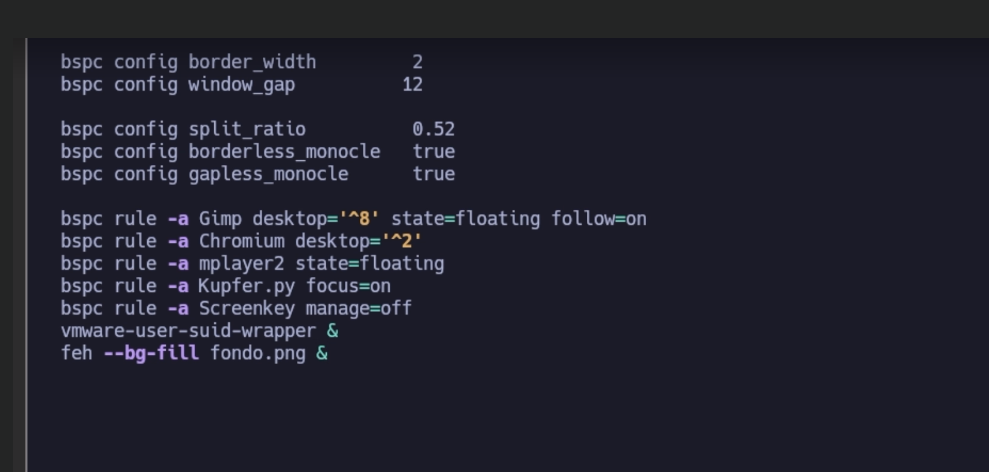 bspc config border_width         2
bspc config window_gap          12
bspc config split_ratio          0.52
bspc config borderless_monocle   true
bspc config gapless_monocle      true
bspc rule -a Gimp desktop='^8' state=floating follow=on
bspc rule -a Chromium desktop='^2'
bspc rule -a mplayer2 state=floating
bspc rule -a Kupfer.py focus=on
bspc rule -a Screenkey manage=off
vmware-user-suid-wrapper &
feh --bg-fill fondo.png &